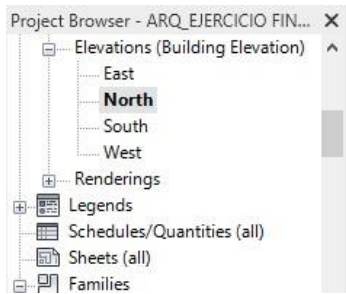 Project Browser - ARQ_EJERCICIO FIN...
Elevations (Building Elevation)
East
North
South
West
Renderings
Legends
Schedules/Quantities (all)
Sheets (all)
Families